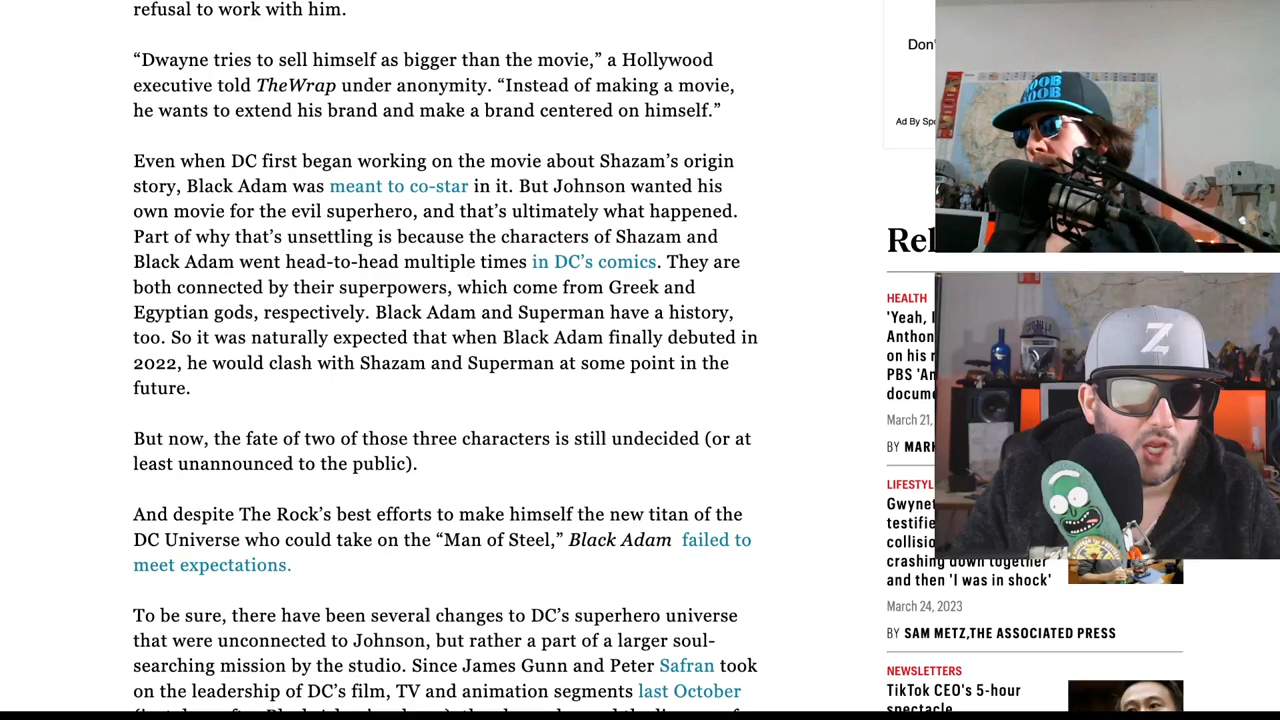 refusal to work with him.
“Dwayne tries to sell himself as bigger than the movie,” a Hollywood
executive told TheWrap under anonymity. “Instead of making a movie,
he wants to extend his brand and make a brand centered on himself.”
Even when DC first began working on the movie about Shazam’s origin
story, Black Adam was meant to co-star in it. But Johnson wanted his
own movie for the evil superhero, and that’s ultimately what happened.
Part of why that’s unsettling is because the characters of Shazam and
Black Adam went head-to-head multiple times in DC’s comics. They are
both connected by their superpowers, which come from Greek and
Egyptian gods, respectively. Black Adam and Superman have a history,
too. So it was naturally expected that when Black Adam finally debuted in
2022, he would clash with Shazam and Superman at some point in the
future.
But now, the fate of two of those three characters is still undecided (or at
least unannounced to the public).
And despite The Rock’s best efforts to make himself the new titan of the
DC Universe who could take on the “Man of Steel,” Black Adam failed to
meet expectations.
To be sure, there have been several changes to DC’s superhero universe
that were unconnected to Johnson, but rather a part of a larger soul-
searching mission by the studio. Since James Gunn and Peter Safran took
on the leadership of DC’s film, TV and animation segments last October
Don'
Ad By
NOOB
NOOB
Rel
HEALTH
'Yeah, I
Anthon
on his r
PBS 'An
docume
March 21,
BY MARK
Z
LIFESTYL
Gwynet
testifie
collisio
crashing down together
and then 'I was in shock'
March 24, 2023
BY SAM METZ,THE ASSOCIATED PRESS
NEWSLETTERS
TikTok CEO's 5-hour
spectacle